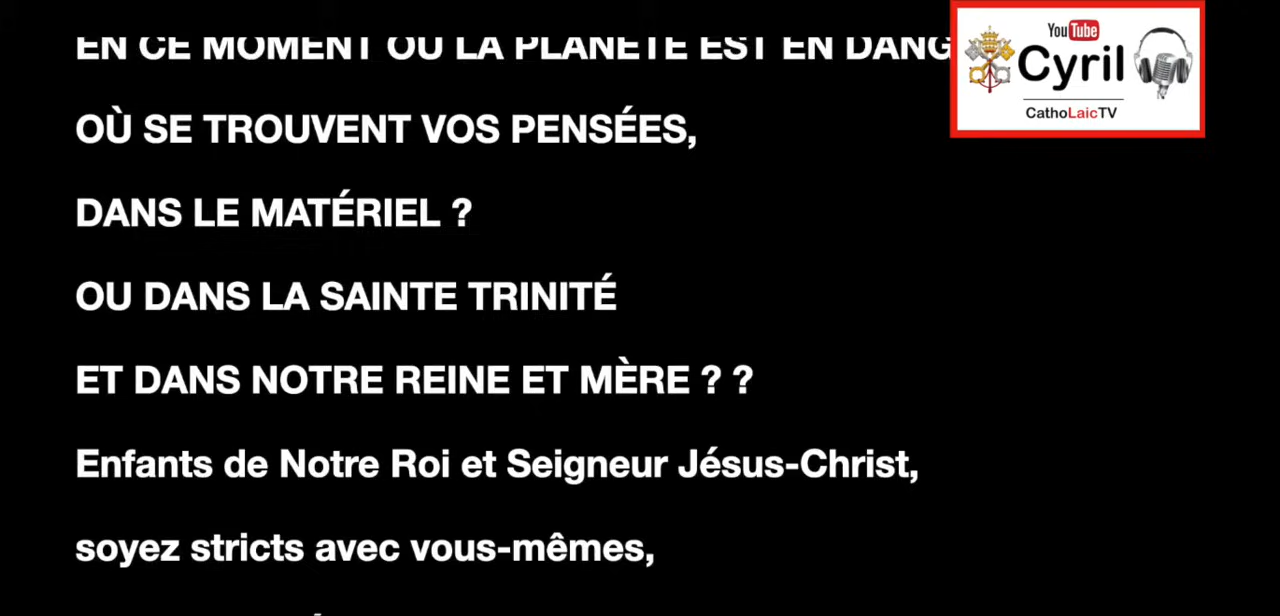 EN CE MOMENT OÙ LA PLANÈTE EST EN DANG
OÙ SE TROUVENT VOS PENSÉES,
DANS LE MATÉRIEL ?
OU DANS LA SAINTE TRINITÉ
ET DANS NOTRE REINE ET MÈRE ? ?
Enfants de Notre Roi et Seigneur Jésus-Christ,
soyez stricts avec vous-mêmes,
YouTube
Cyril
CathoLaicTV